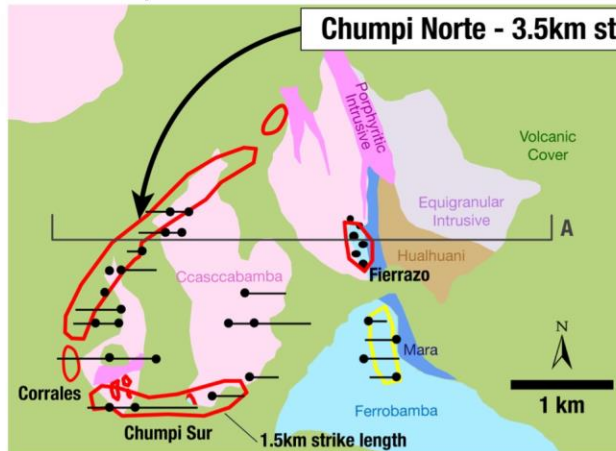 Chumpi Norte - 3.5km st
Porphyritic
Intrusive
Volcanic
Cover
Equigranular
Intrusive
A
Hualhuani
Fierrazo
Ccasccabamba
N
Mara
1 km
Corrales
Ferrobamba
Chumpi Sur
1.5km strike length